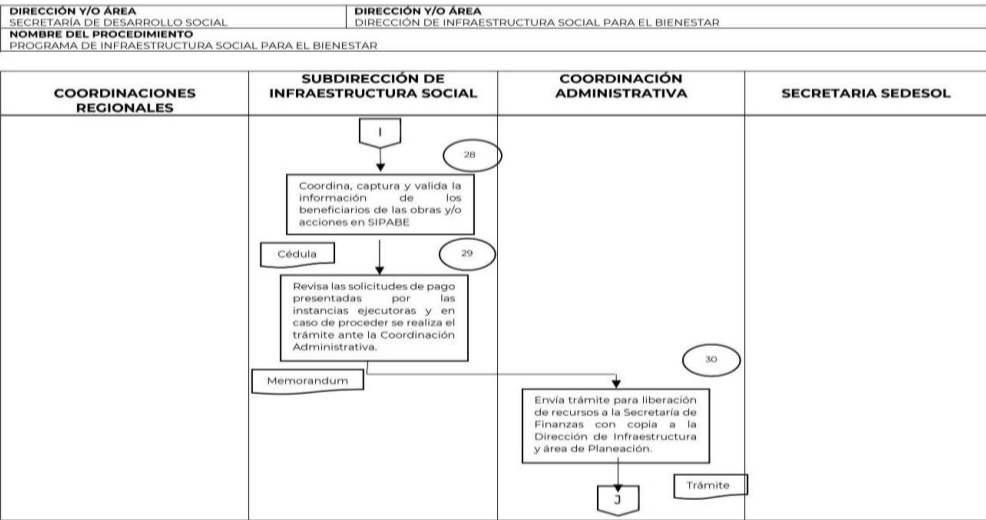 DIRECCIÓN Y/O ÁREA
SECRETARÍA DE DESARROLLO SOCIAL
DIRECCIÓN Y/O ÁREA
DIRECCIÓN DE INFRAESTRUCTURA SOCIAL PARA EL BIENESTAR
NOMBRE DEL PROCEDIMIENTO
PROGRAMA DE INFRAESTRUCTURA SOCIAL PARA EL BIENESTAR
COORDINACIONES
REGIONALES
SUBDIRECCIÓN DE
INFRAESTRUCTURA SOCIAL
COORDINACIÓN
ADMINISTRATIVA
SECRETARIA SEDESOL
I
28
Coordina, captura y valida la
información de los
beneficiarios de las obras y/o
acciones en SIPABE
Cédula
29
Revisa las solicitudes de pago
presentadas por las
instancias ejecutoras y en
caso de proceder se realiza el
trámite ante la Coordinación
Administrativa.
Memorandum
30
Envía trámite para liberación
de recursos a la Secretaría de
Finanzas con copia a la
Dirección de Infraestructura
y área de Planeación.
Trámite
J